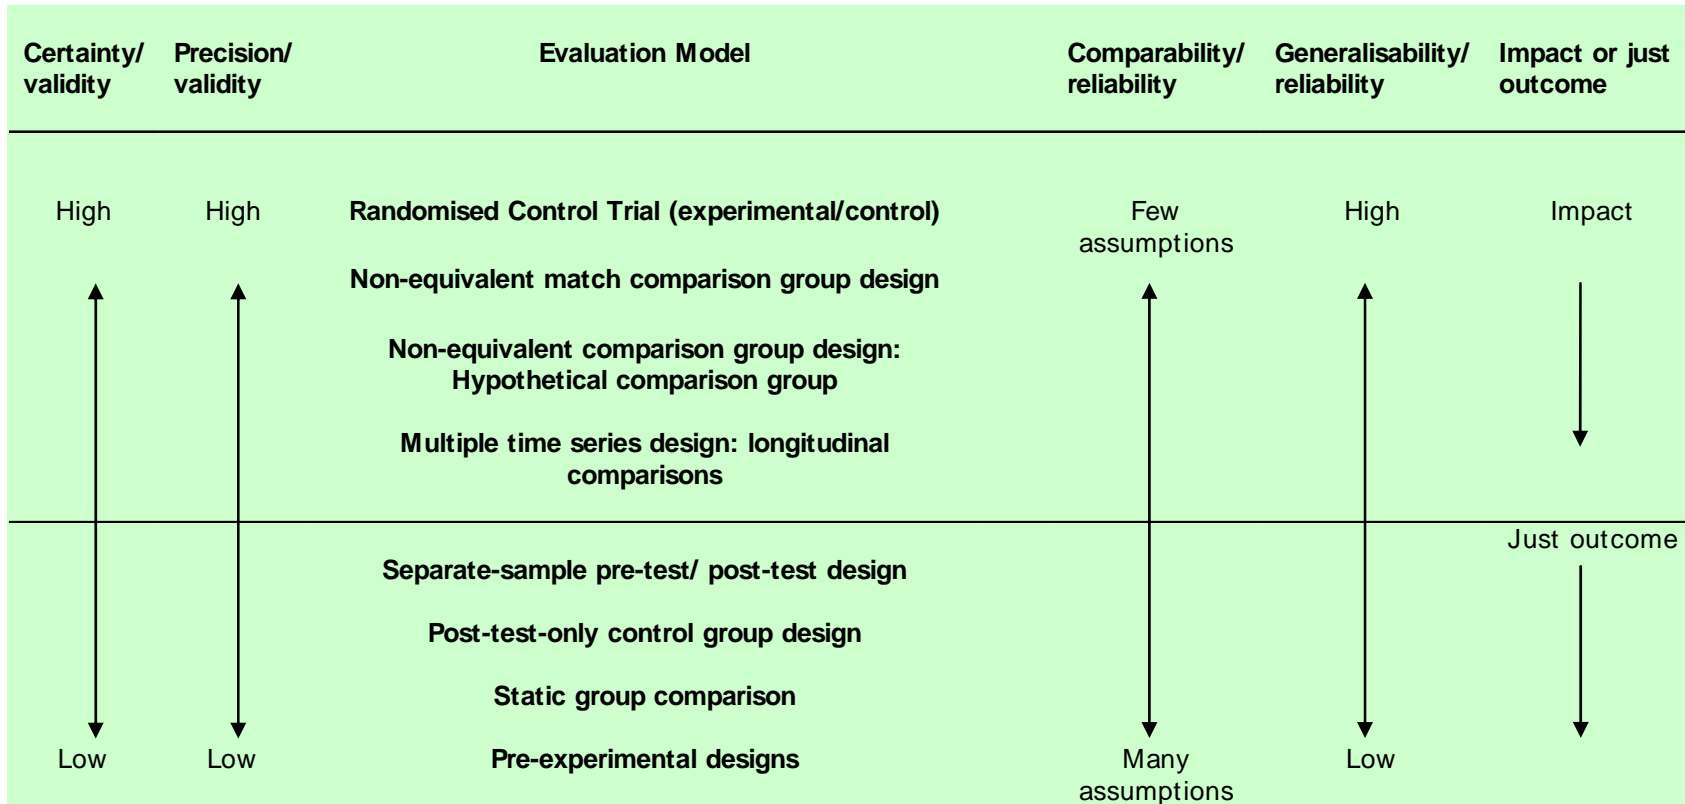 Certainty/ Precision/ Evaluation Model Comparability/ Generalisability/ Impact or just
validity validity reliability reliability outcome
High High Randomised Control Trial (experimental/control) Few High Impact
assumptions
Non-equivalent match comparison group design
Non-equivalent comparison group design:
Hypothetical comparison group
Multiple time series design: longitudinal
comparisons
Just outcome
Separate-sample pre-test/ post-test design
Post-test-only control group design
Static group comparison
Low Low Pre-experimental designs Many Low
assumptions